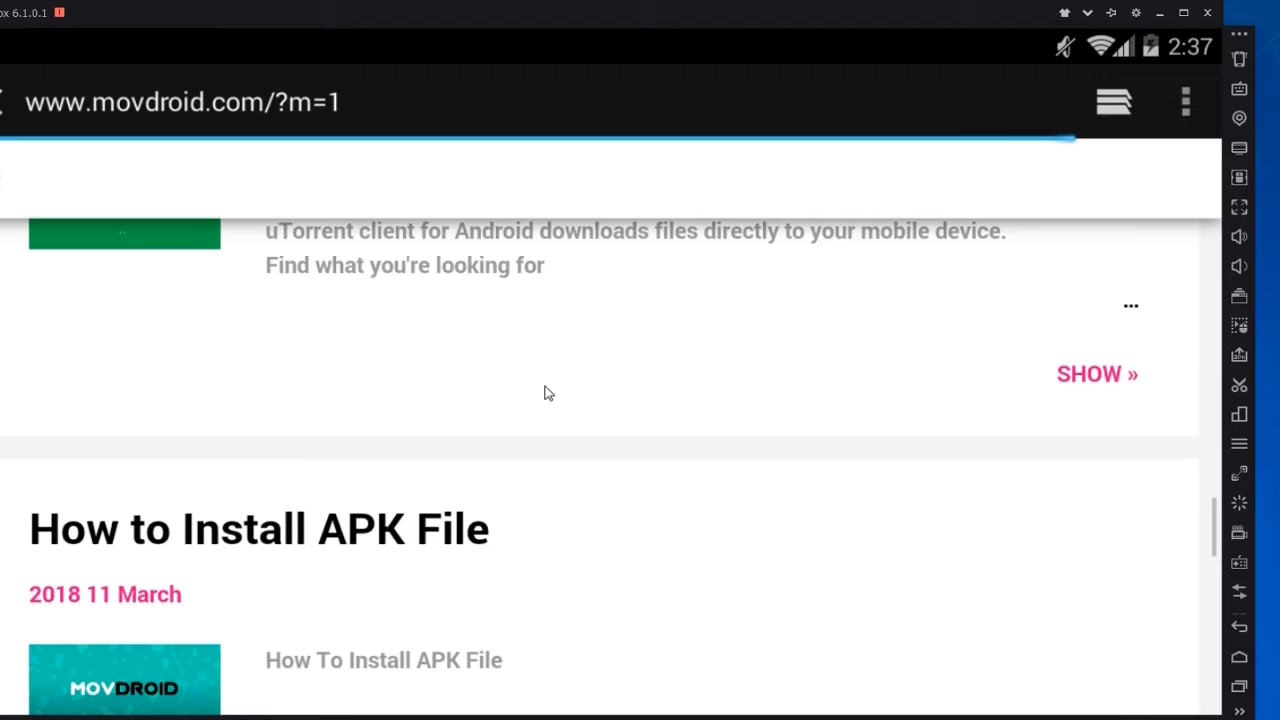 ox 6.1.0.1
2:37
www.movdroid.com/?m=1
uTorrent client for Android downloads files directly to your mobile device.
Find what you're looking for
...
SHOW »
How to Install APK File
2018 11 March
How To Install APK File
MOVDROID